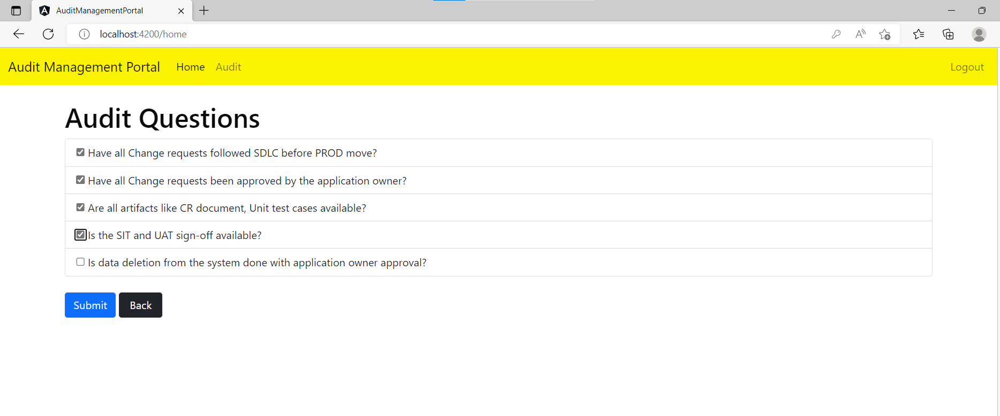 AuditManagementPortal
localhost:4200/home
Audit Management Portal Home Audit Logout
Audit Questions
Have all Change requests followed SDLC before PROD move?
Have all Change requests been approved by the application owner?
Are all artifacts like CR document, Unit test cases available?
Is the SIT and UAT sign-off available?
Is data deletion from the system done with application owner approval?
Submit Back